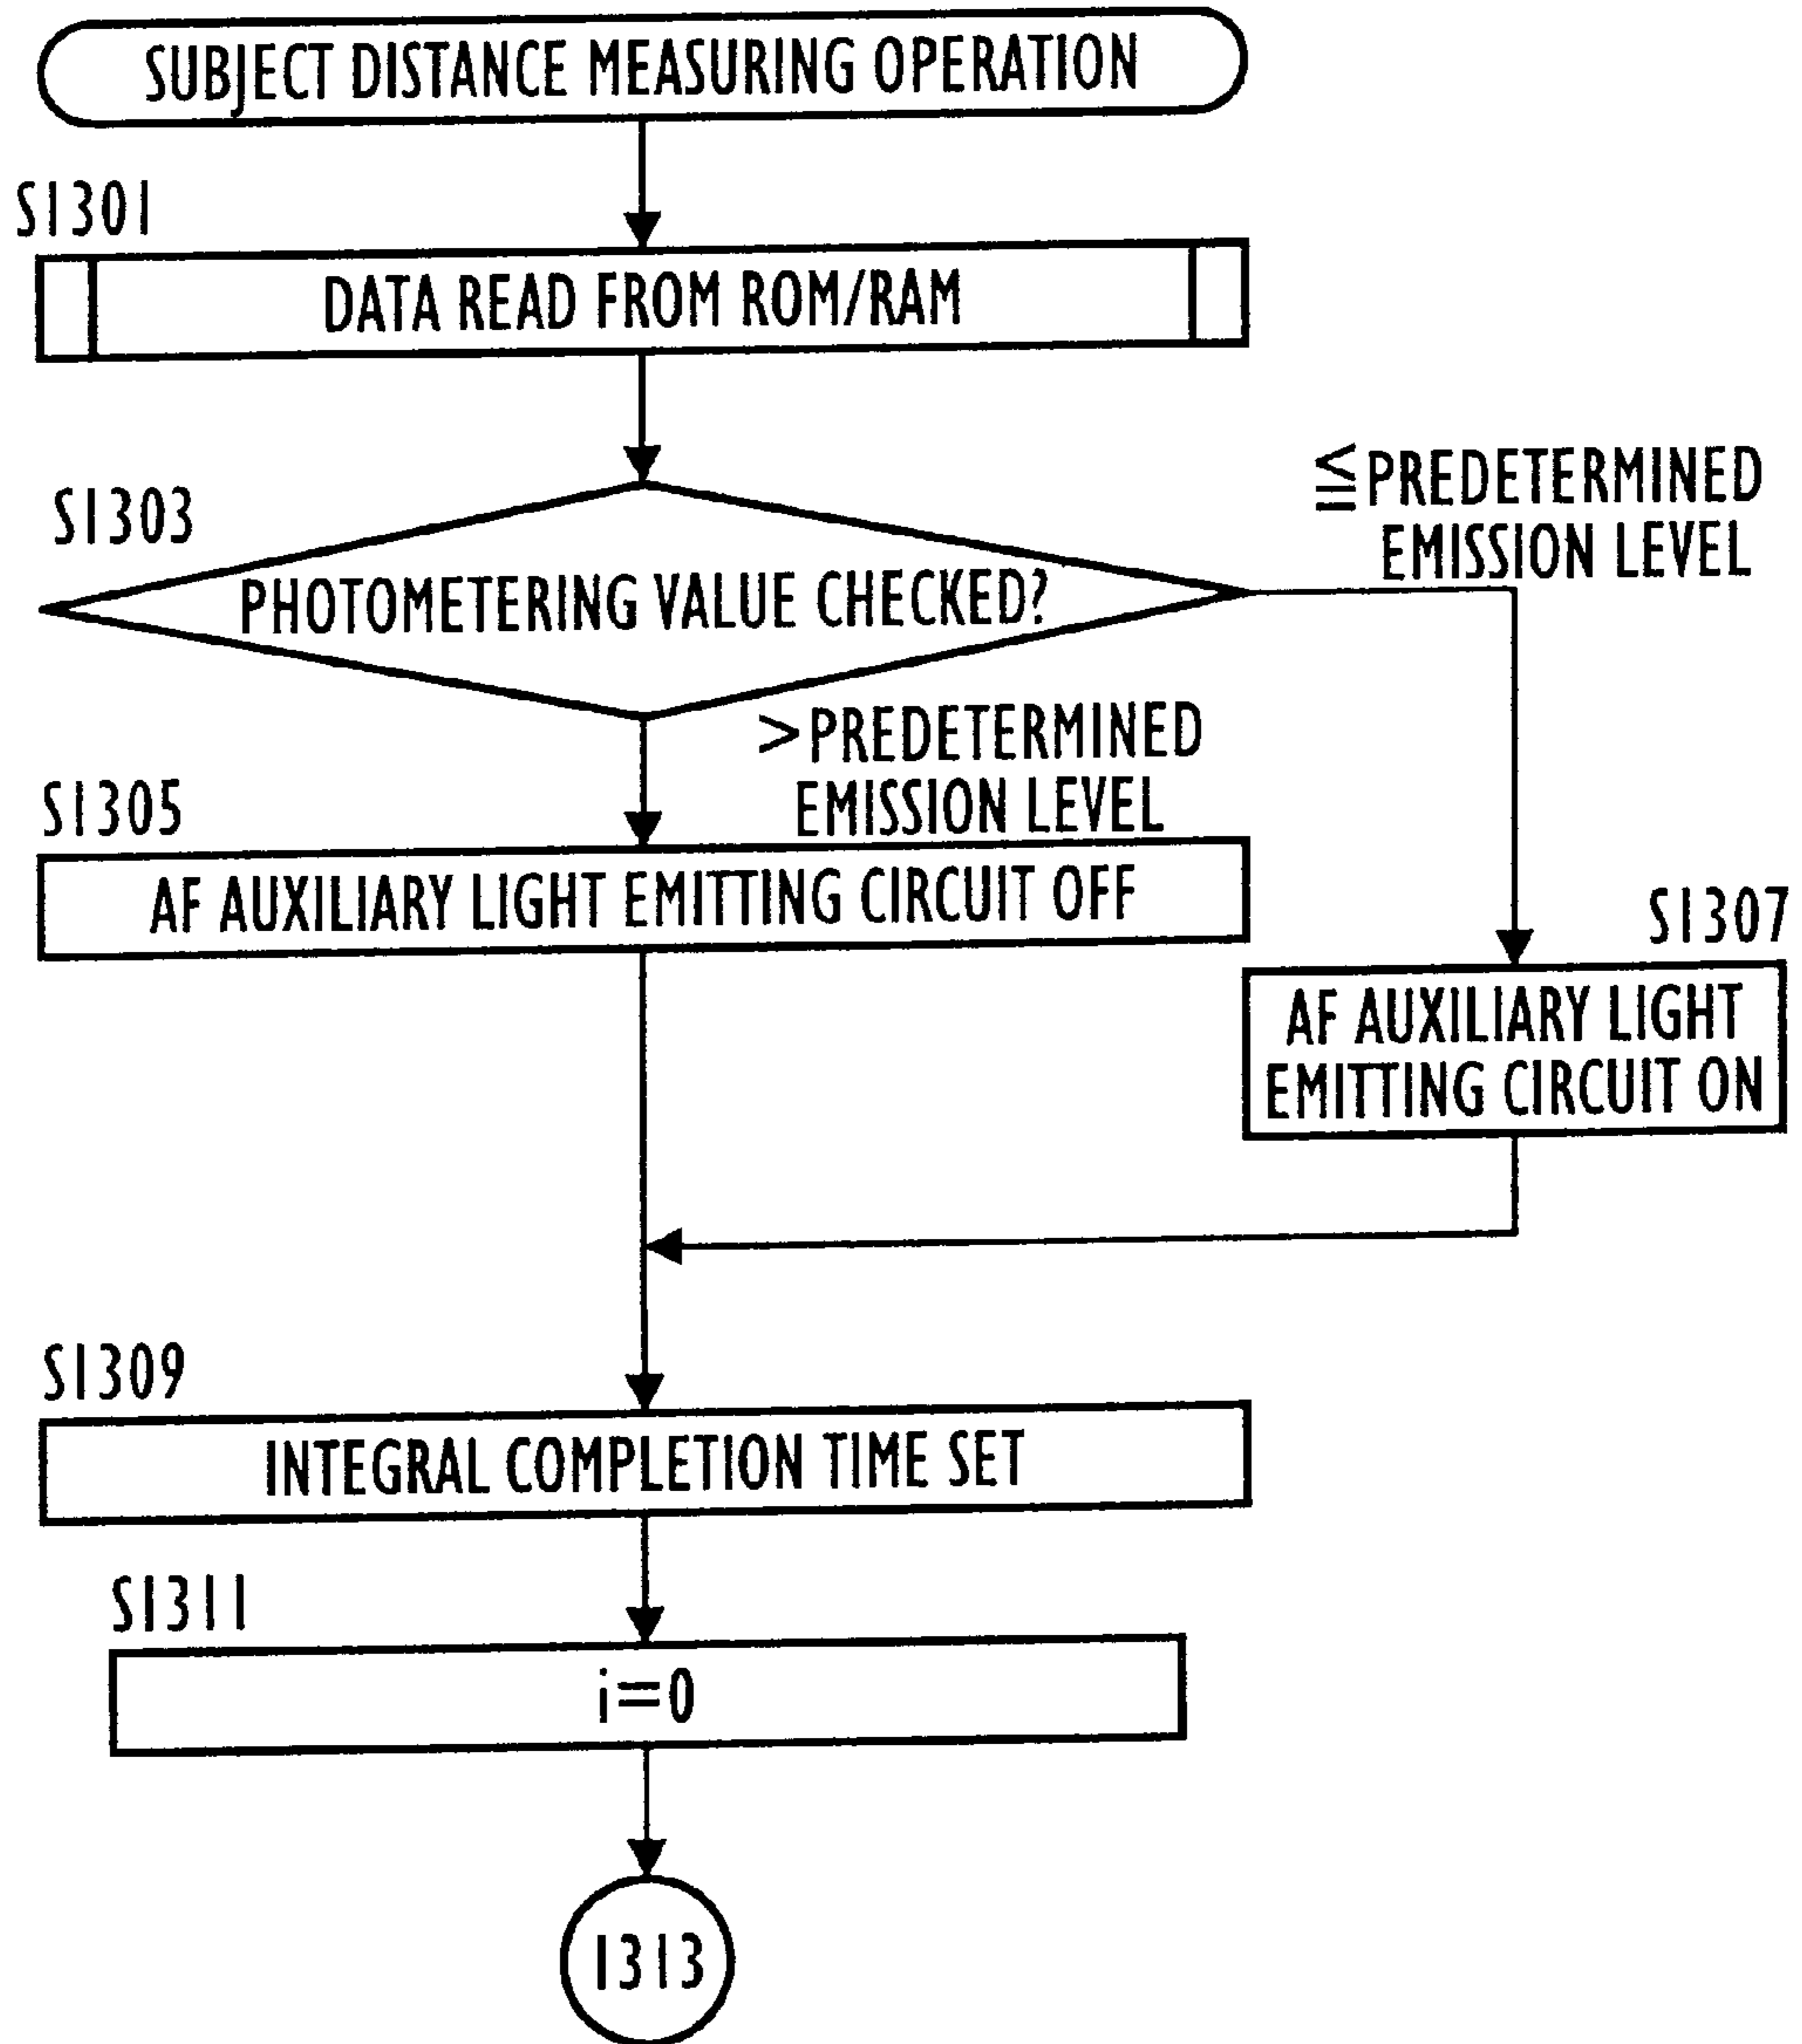 SUBJECT DISTANCE MEASURING OPERATION
S1301
DATA READ FROM ROM/RAM
S1303
PHOTOMETERING VALUE CHECKED?
≦PREDETERMINED
EMISSION LEVEL
>PREDETERMINED
EMISSION LEVEL
S1305
AF AUXILIARY LIGHT EMITTING CIRCUIT OFF
S1307
AF AUXILIARY LIGHT
EMITTING CIRCUIT ON
S1309
INTEGRAL COMPLETION TIME SET
S1311
i=0
1313